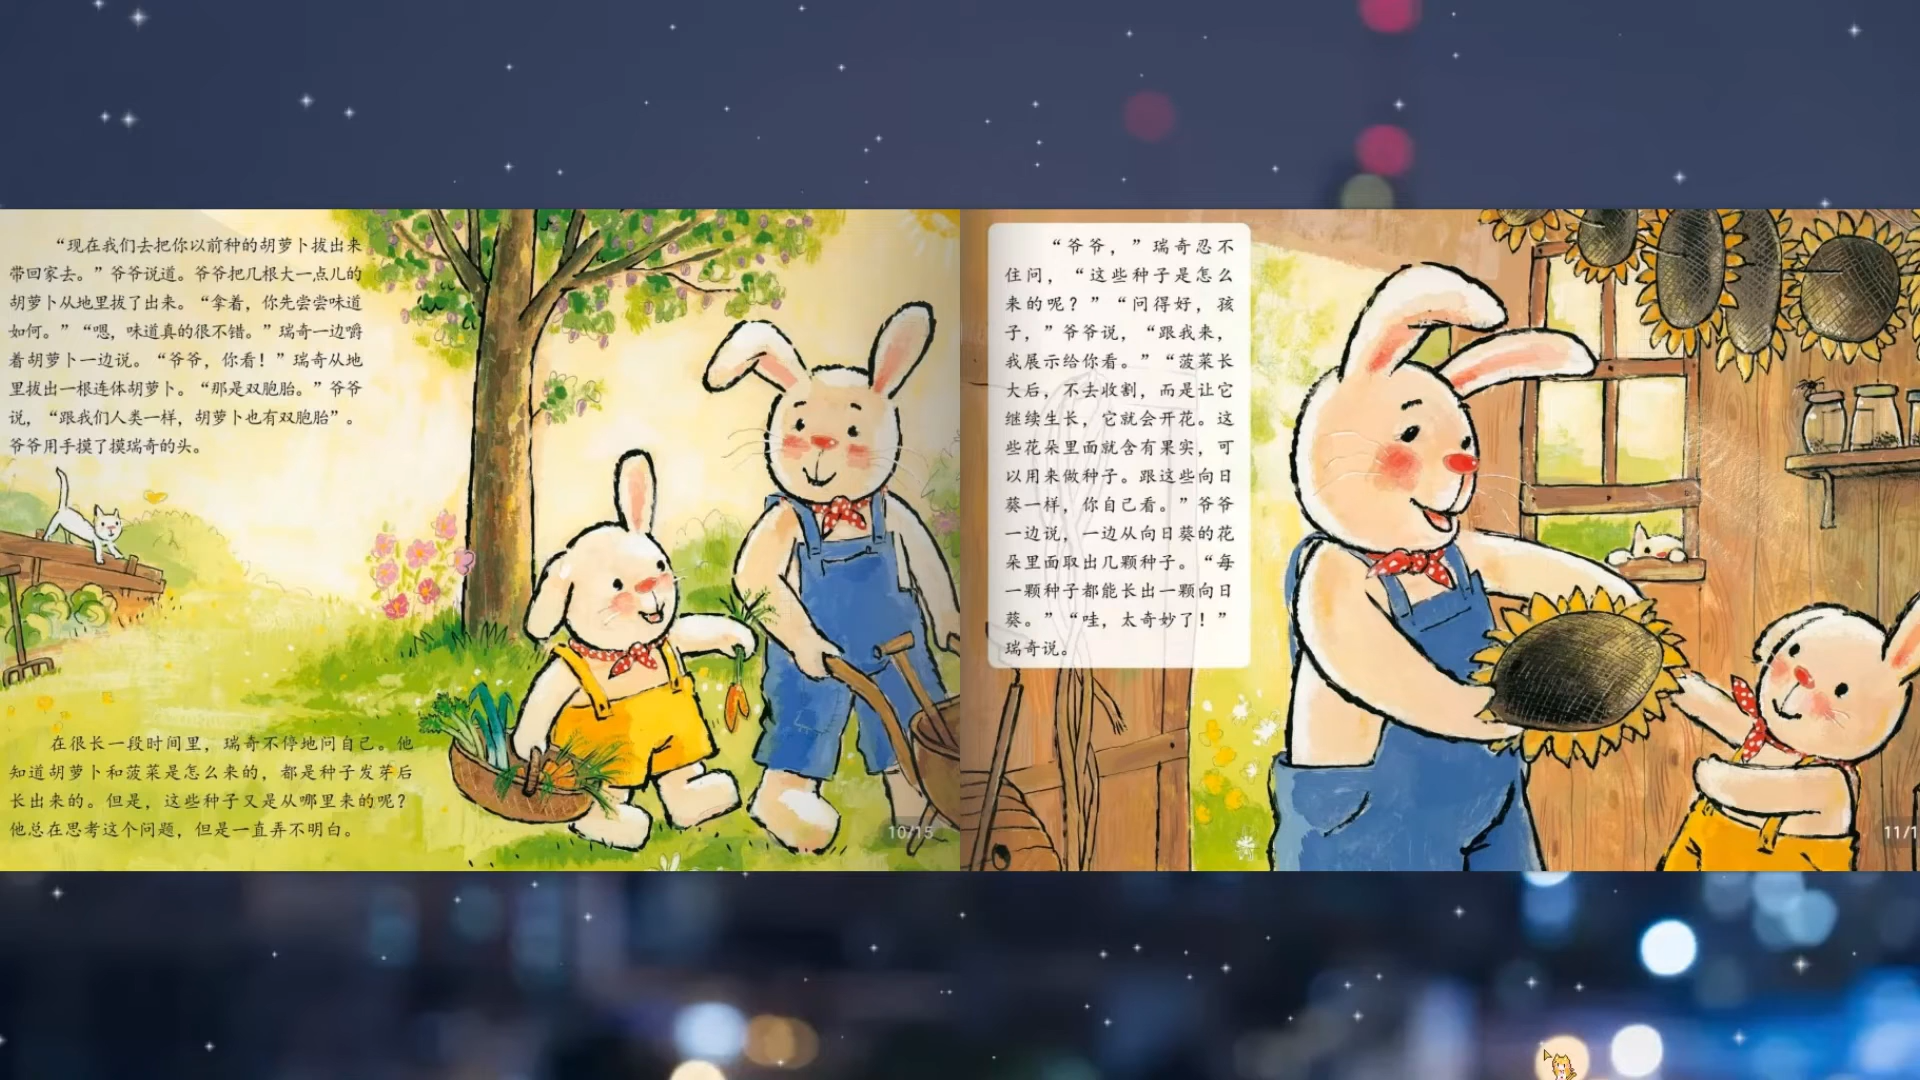 “现在我们去把你以前种的胡萝卜拔出来
带回家去。”爷爷说道。爷爷把几根大一点儿的
胡萝卜从地里拔了出来。“拿着，你先尝尝味道
如何。”“嗯，味道真的很不错。”瑞奇一边嚼
着胡萝卜一边说。“爷爷，你看！”瑞奇从地
里拔出一根连体胡萝卜。“那是双胞胎。”爷爷
说，“跟我们人类一样，胡萝卜也有双胞胎”。
爷爷用手摸了摸瑞奇的头。
在很长一段时间里，瑞奇不停地问自己。他
知道胡萝卜和菠菜是怎么来的，都是种子发芽后
长出来的。但是，这些种子又是从哪里来的呢？
他总在思考这个问题，但是一直弄不明白。
10/15
“爷爷，”瑞奇忍不
住问，“这些种子是怎么
来的呢？”“问得好，孩
子，”爷爷说，“跟我来，
我展示给你看。”“菠菜长
大后，不去收割，而是让它
继续生长，它就会开花。这
些花朵里面就含有果实，可
以用来做种子。跟这些向日
葵一样，你自己看。”爷爷
一边说，一边从向日葵的花
朵里面取出几颗种子。“每
一颗种子都能长出一颗向日
葵。”“哇，太奇妙了！”
瑞奇说。
11/1